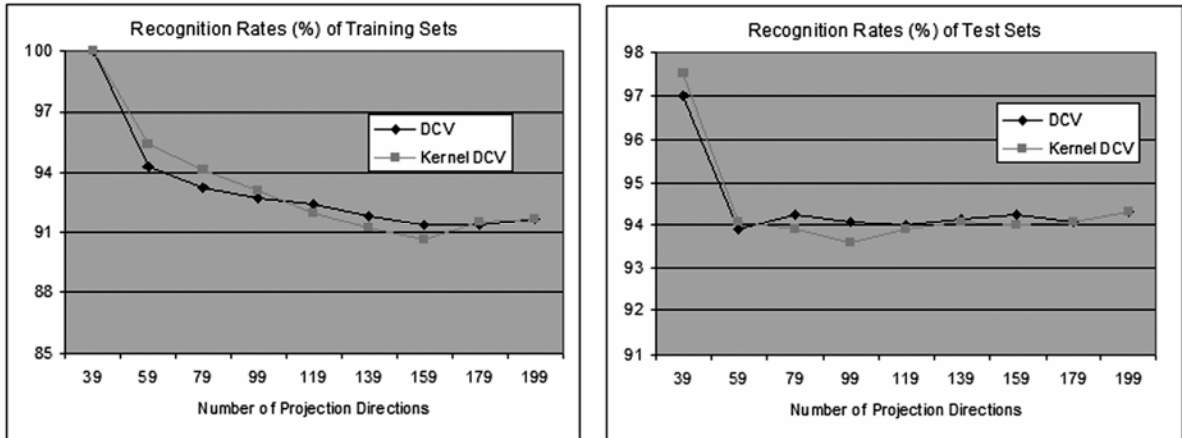 Recognition Rates (%) of Training Sets
100
97
94
91
88
85
DCV
Kernel DCV
39 59 79 99 119 139 159 179 199
Number of Projection Directions
Recognition Rates (%) of Test Sets
98
97
96
95
94
93
92
91
DCV
Kernel DCV
39 59 79 99 119 139 159 179 199
Number of Projection Directions